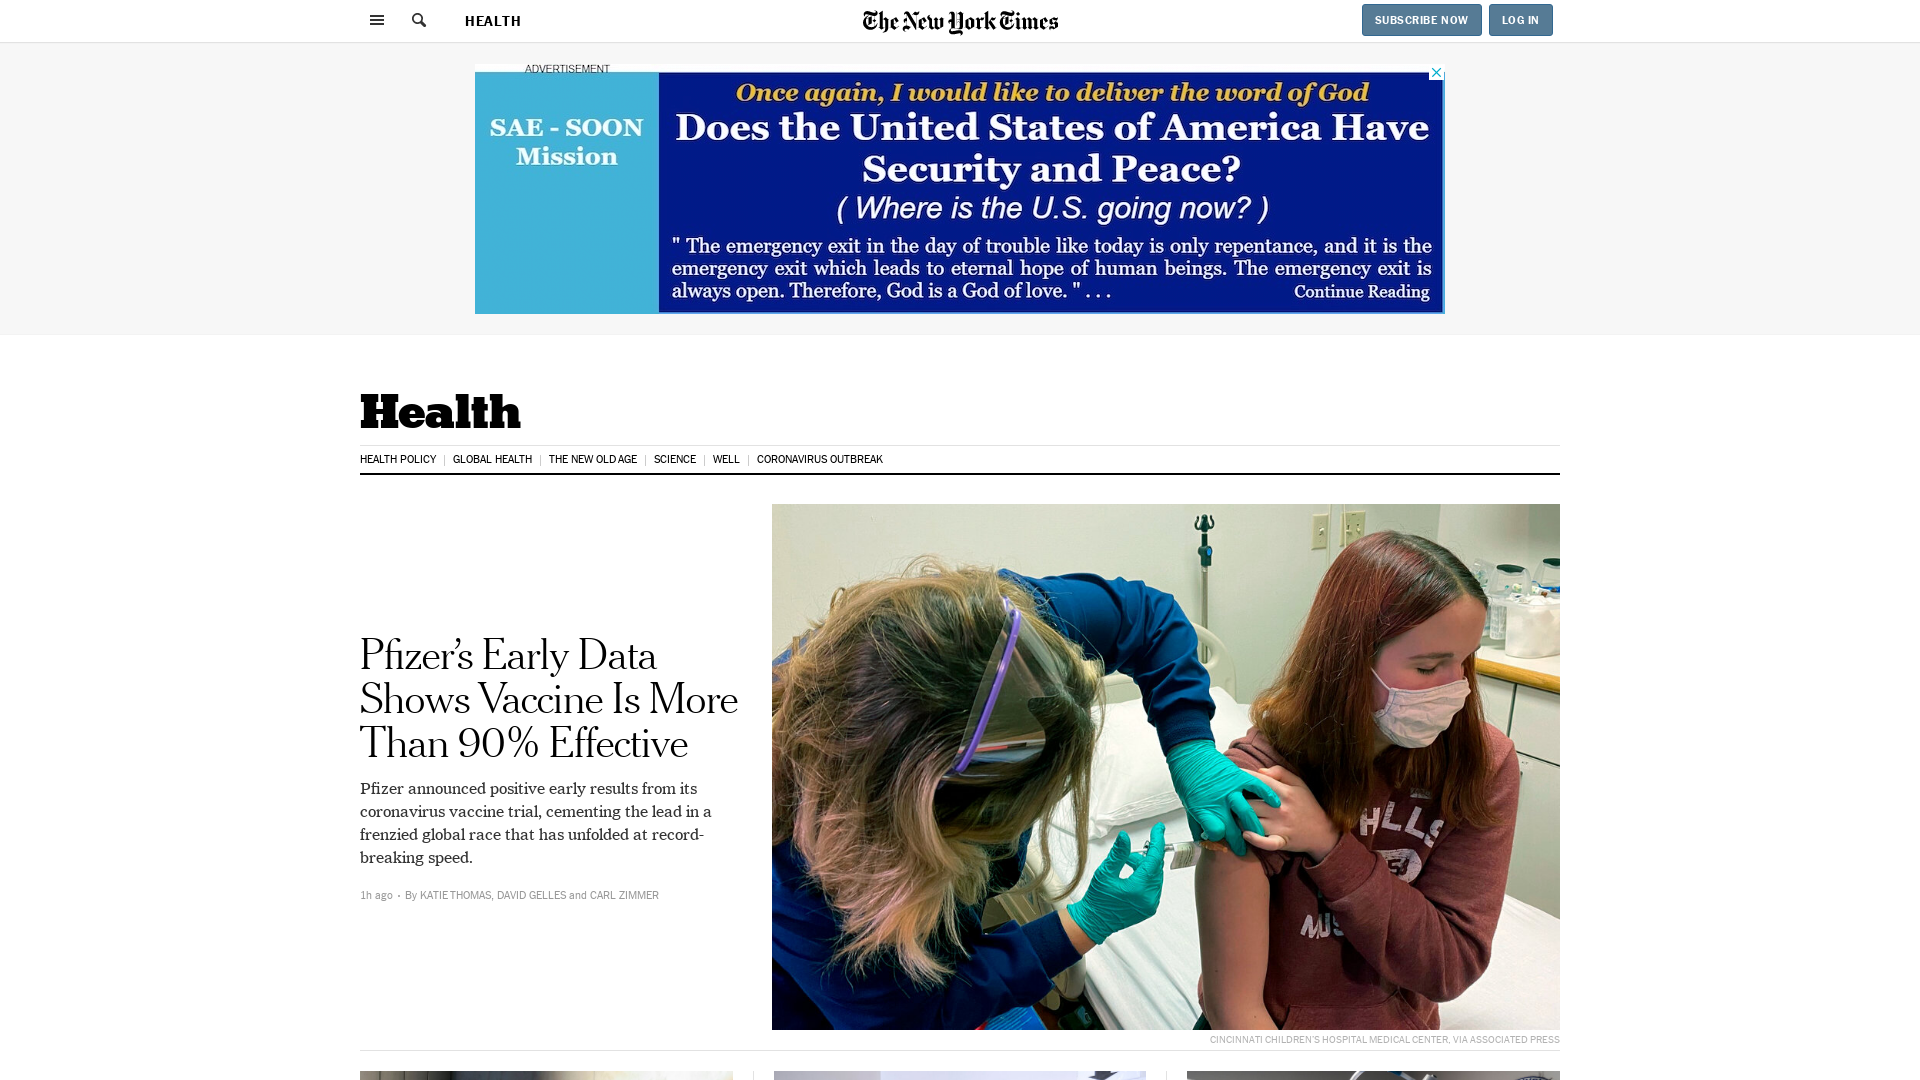 HEALTH
The New York Times
SUBSCRIBE NOW
LOG IN
ADVERTISEMENT
SAE - SOON
Mission
Once again, I would like to deliver the word of God
Does the United States of America Have
Security and Peace?
( Where is the U.S. going now? )
" The emergency exit in the day of trouble like today is only repentance, and it is the
emergency exit which leads to eternal hope of human beings. The emergency exit is
always open. Therefore, God is a God of love. " . . .
Continue Reading
Health
HEALTH POLICY
GLOBAL HEALTH
THE NEW OLD AGE
SCIENCE
WELL
CORONAVIRUS OUTBREAK
Pfizer’s Early Data
Shows Vaccine Is More
Than 90% Effective
Pfizer announced positive early results from its
coronavirus vaccine trial, cementing the lead in a
frenzied global race that has unfolded at record-
breaking speed.
1h ago • By KATIE THOMAS, DAVID GELLES and CARL ZIMMER
CINCINNATI CHILDREN'S HOSPITAL MEDICAL CENTER, VIA ASSOCIATED PRESS